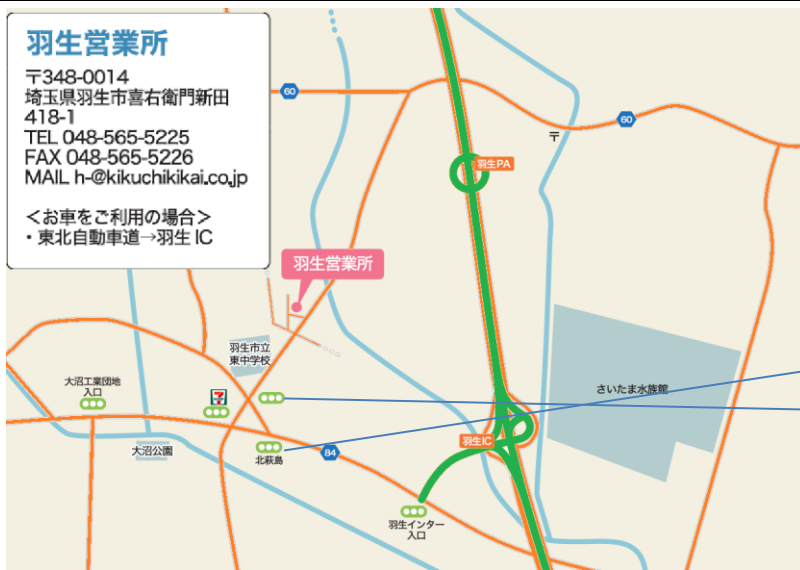 羽生営業所
〒348-0014
埼玉県羽生市喜右衛門新田
418-1
TEL 048-565-5225
FAX 048-565-5226
MAIL h-@kikuchikikai.co.jp
＜お車をご利用の場合＞
・東北自動車道→羽生 IC
60
60
〒
羽生PA
羽生営業所
羽生市立
東中学校
大沼工業団地
入口
7
さいたま水族館
大沼公園
北萩島
84
羽生IC
羽生インター
入口